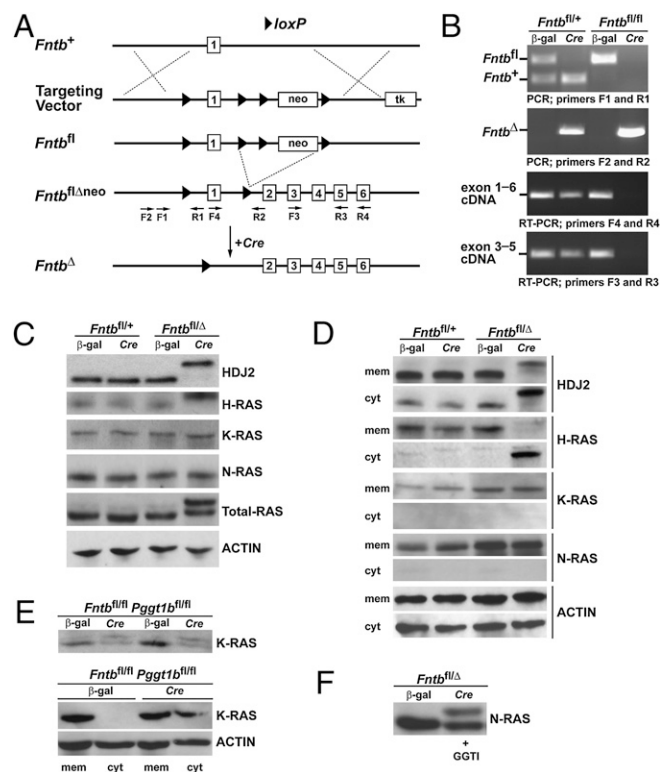 A
▶loxP
Fntb+
1
Targeting
Vector
1
neo
tk
Fntbfl
1
neo
FntbflΔneo
1 2 3 4 5 6
F2 F1 R1 F4 R2 F3 R3 R4
+Cre
FntbΔ
2 3 4 5 6
B
Fntbfl/+ Fntbfl/fl
β-gal Cre β-gal Cre
Fntbfl
Fntb+
PCR; primers F1 and R1
FntbΔ
PCR; primers F2 and R2
exon 1–6
cDNA
RT-PCR; primers F4 and R4
exon 3–5
cDNA
RT-PCR; primers F3 and R3
C
Fntbfl/+ Fntbfl/Δ
β-gal Cre β-gal Cre
HDJ2
H-RAS
K-RAS
N-RAS
Total-RAS
ACTIN
D
Fntbfl/+ Fntbfl/Δ
β-gal Cre β-gal Cre
mem
cyt
HDJ2
mem
cyt
H-RAS
mem
cyt
K-RAS
mem
cyt
N-RAS
mem
cyt
ACTIN
E
Fntbfl/fl Pggt1bfl/fl
β-gal Cre β-gal Cre
K-RAS
Fntbfl/fl Pggt1bfl/fl
β-gal Cre
K-RAS
ACTIN
mem cyt mem cyt
F
Fntbfl/Δ
β-gal Cre
N-RAS
+
GGTI